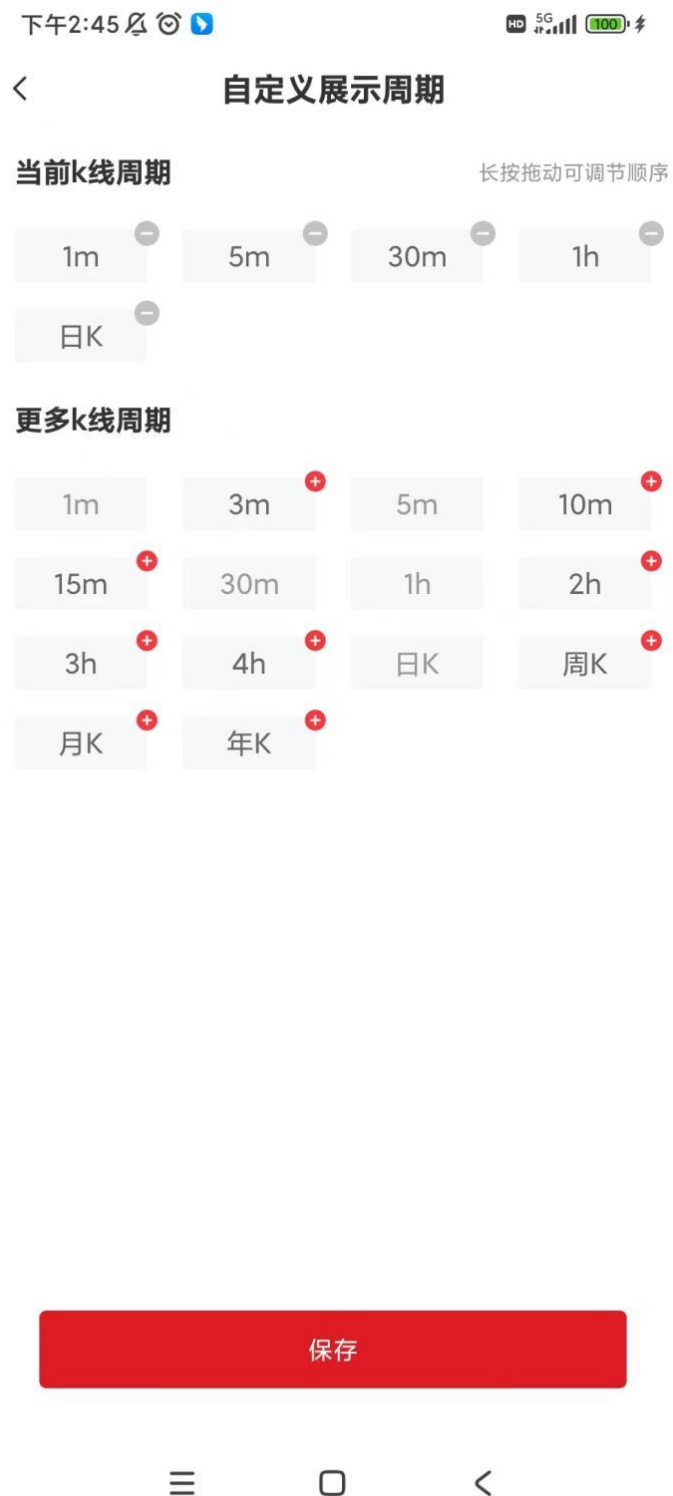 下午2:45 HD 5G 100
自定义展示周期
当前k线周期 长按拖动可调节顺序
1m 5m 30m 1h
日K
更多k线周期
1m 3m 5m 10m
15m 30m 1h 2h
3h 4h 日K 周K
月K 年K
保存